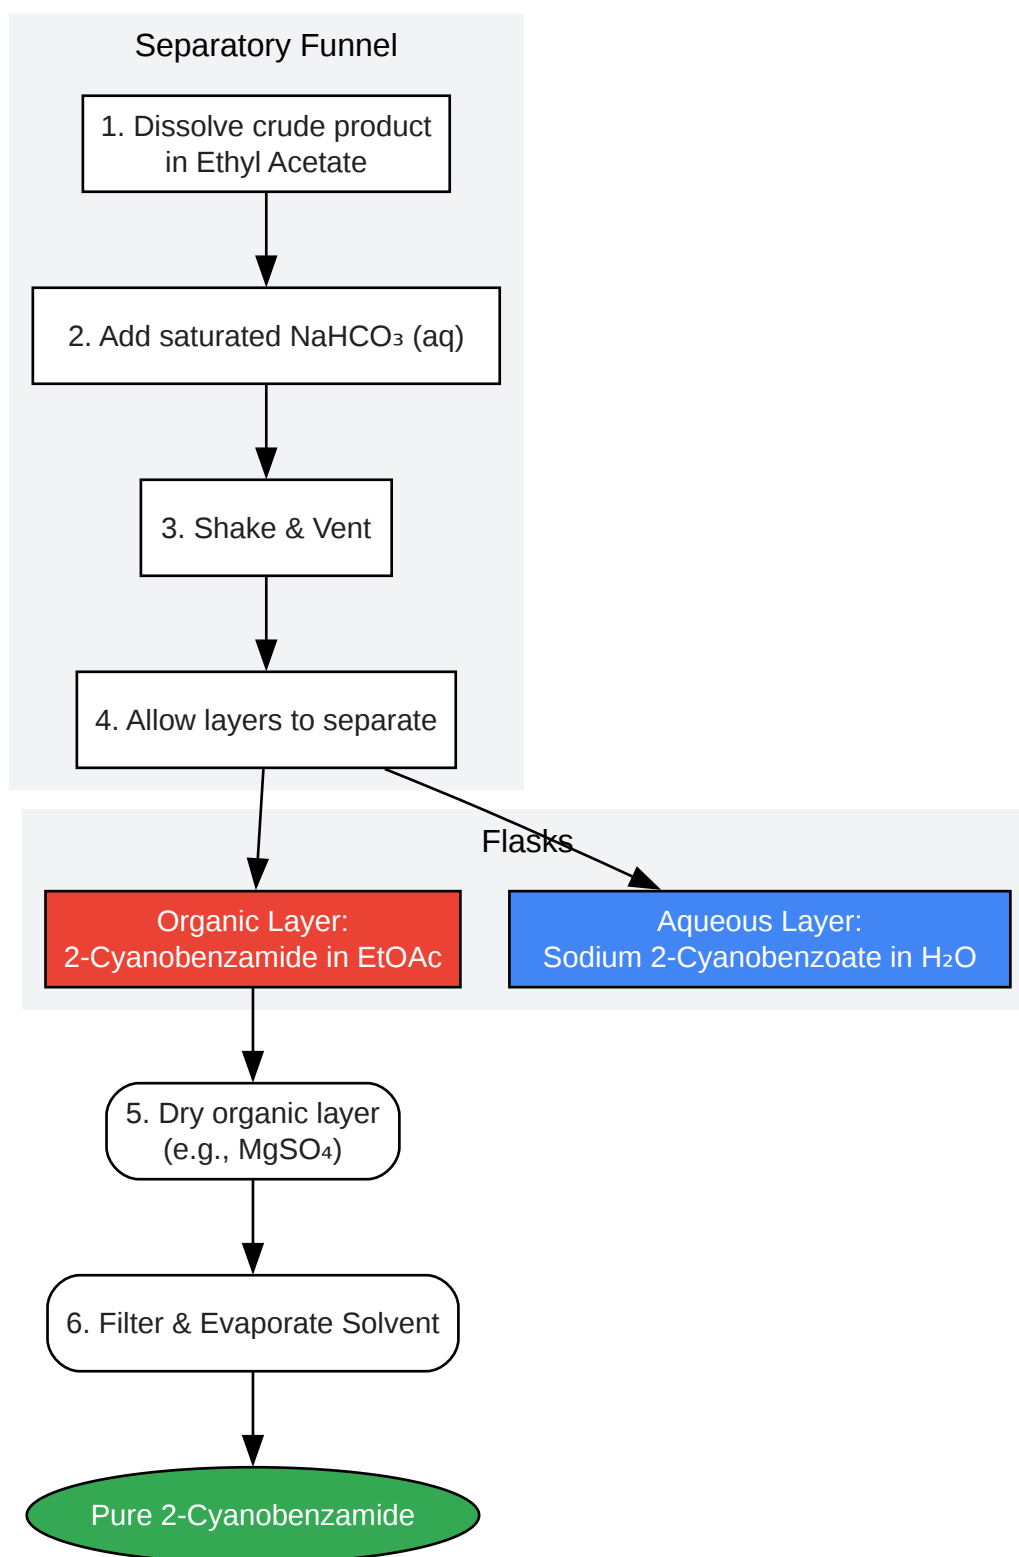 Separatory Funnel
1. Dissolve crude product
in Ethyl Acetate
2. Add saturated NaHCO₃ (aq)
3. Shake & Vent
4. Allow layers to separate
Flasks
Organic Layer:
2-Cyanobenzamide in EtOAc
Aqueous Layer:
Sodium 2-Cyanobenzoate in H₂O
5. Dry organic layer
(e.g., MgSO₄)
6. Filter & Evaporate Solvent
Pure 2-Cyanobenzamide